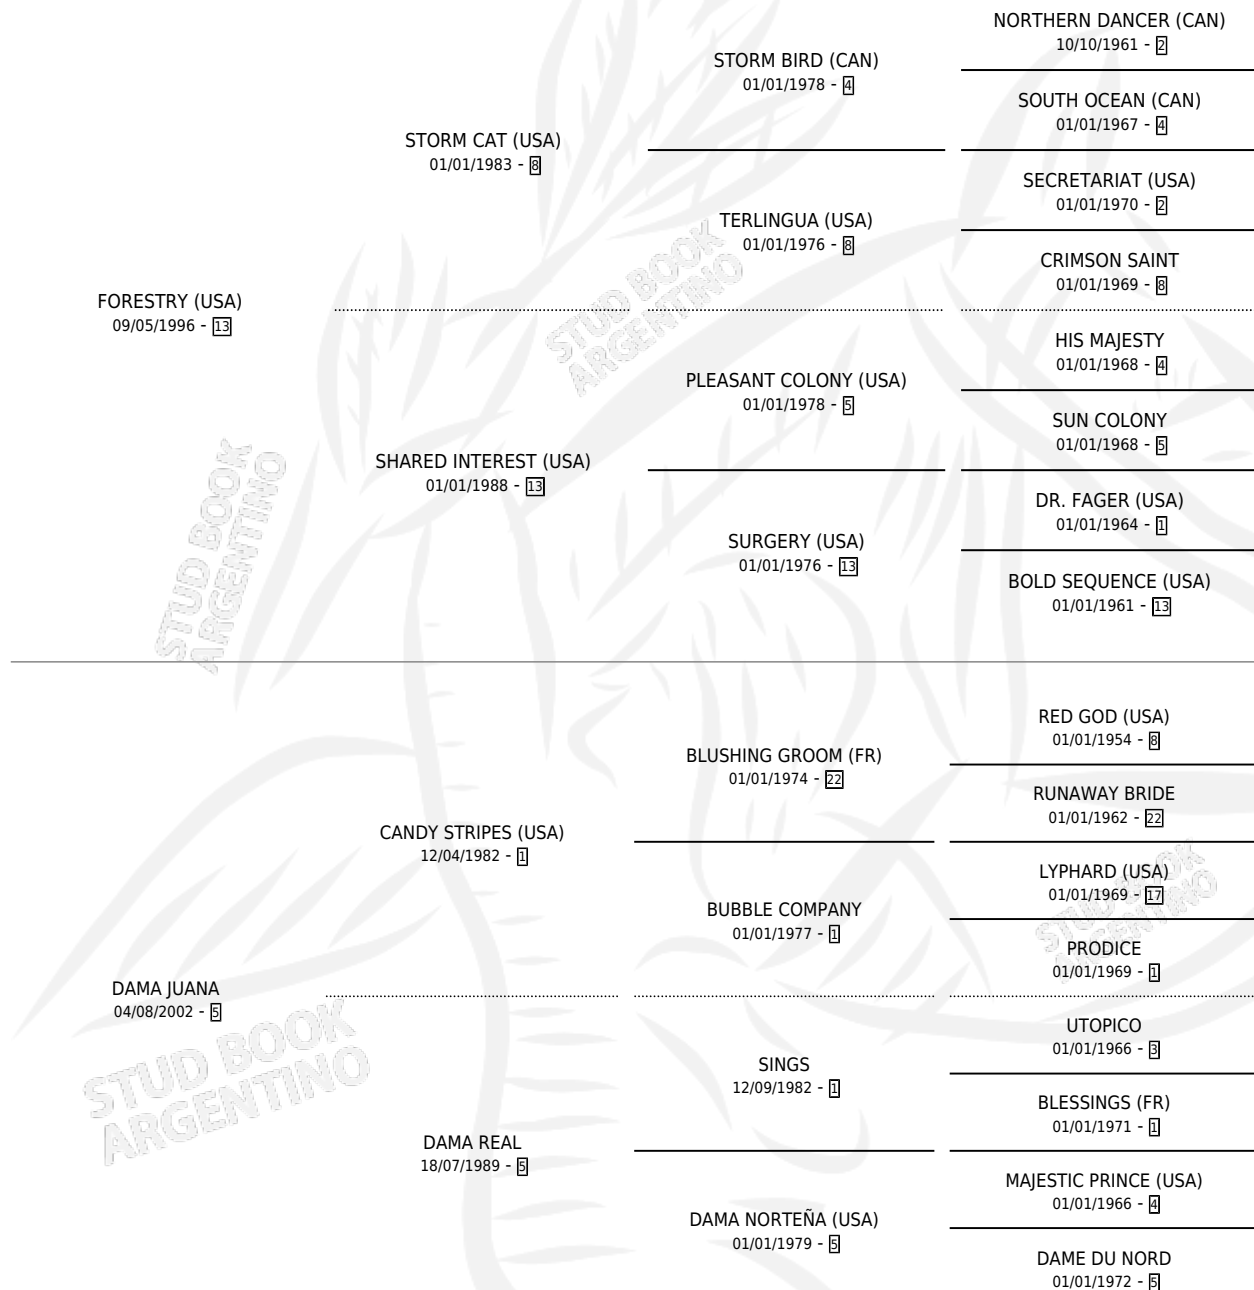 NORTHERN DANCER (CAN)
10/10/1961 - 2
STORM BIRD (CAN)
01/01/1978 - 4
SOUTH OCEAN (CAN)
01/01/1967 - 4
STORM CAT (USA)
01/01/1983 - 8
SECRETARIAT (USA)
01/01/1970 - 2
TERLINGUA (USA)
01/01/1976 - 8
CRIMSON SAINT
01/01/1969 - 8
FORESTRY (USA)
09/05/1996 - 13
HIS MAJESTY
01/01/1968 - 4
PLEASANT COLONY (USA)
01/01/1978 - 5
SUN COLONY
01/01/1968 - 5
SHARED INTEREST (USA)
01/01/1988 - 13
DR. FAGER (USA)
01/01/1964 - 1
SURGERY (USA)
01/01/1976 - 13
BOLD SEQUENCE (USA)
01/01/1961 - 13
STUD BOOK
ARGENTINO
STUD BOOK
ARGENTINO
RED GOD (USA)
01/01/1954 - 8
BLUSHING GROOM (FR)
01/01/1974 - 22
RUNAWAY BRIDE
01/01/1962 - 22
CANDY STRIPES (USA)
12/04/1982 - 1
LYPHARD (USA)
01/01/1969 - 17
BUBBLE COMPANY
01/01/1977 - 1
PRODICE
01/01/1969 - 1
DAMA JUANA
04/08/2002 - 5
UTOPICO
01/01/1966 - 3
SINGS
12/09/1982 - 1
BLESSINGS (FR)
01/01/1971 - 1
DAMA REAL
18/07/1989 - 5
MAJESTIC PRINCE (USA)
01/01/1966 - 4
DAMA NORTEÑA (USA)
01/01/1979 - 5
DAME DU NORD
01/01/1972 - 5
STUD BOOK
ARGENTINO
STUD BOOK
ARGENTINO